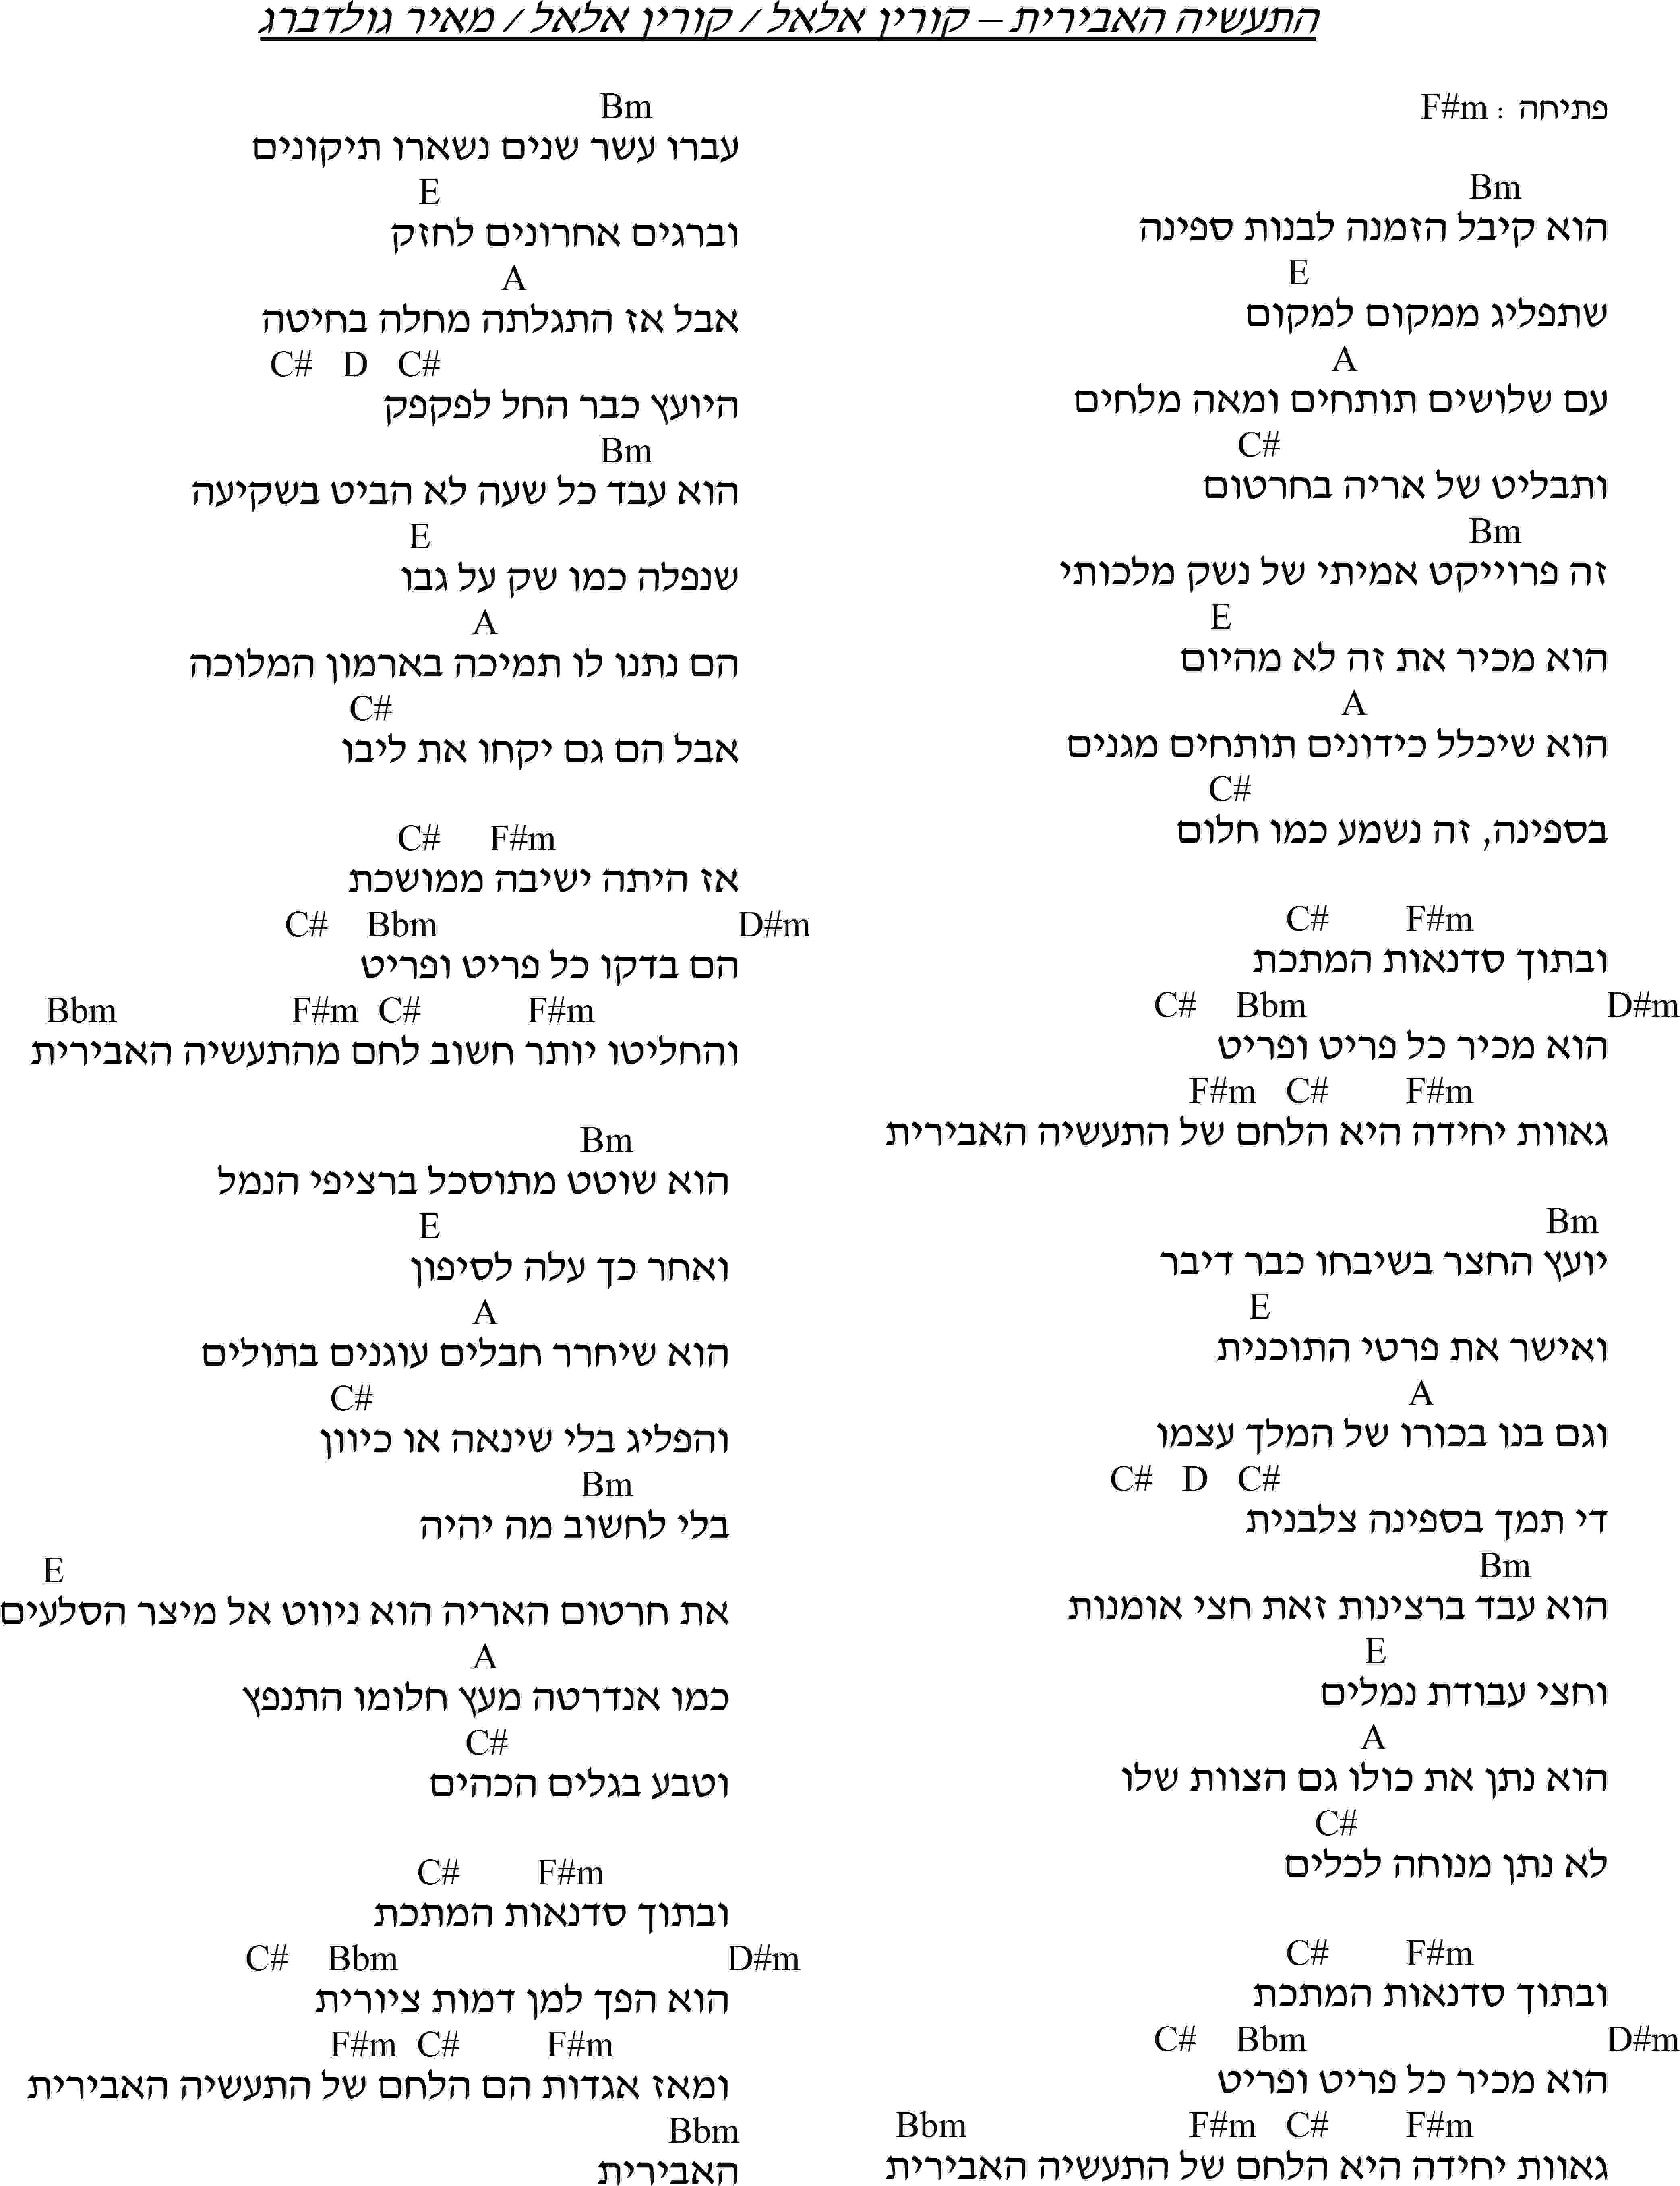 התעשיה האבירית – קורין אלאל / קורין אלאל / מאיר גולדברג
פתיחה : F#m
Bm
הוא קיבל הזמנה לבנות ספינה
E
שתפליג ממקום למקום
A
עם שלושים תותחים ומאה מלחים
C#
ותבליט של אריה בחרטום
Bm
זה פרוייקט אמיתי של נשק מלכותי
E
הוא מכיר את זה לא מהיום
A
הוא שיכלל כידונים תותחים מגנים
C#
בספינה, זה נשמע כמו חלום
C# F#m
ובתוך סדנאות המתכת
C# Bbm D#m
הוא מכיר כל פריט ופריט
F#m C# F#m
גאוות יחידה היא הלחם של התעשיה האבירית
Bm
יועץ החצר בשיבחו כבר דיבר
E
ואישר את פרטי התוכנית
A
וגם בנו בכורו של המלך עצמו
C# D C#
די תמך בספינה צלבנית
Bm
הוא עבד ברצינות זאת חצי אומנות
E
וחצי עבודת נמלים
A
הוא נתן את כולו גם הצוות שלו
C#
לא נתן מנוחה לכלים
C# F#m
ובתוך סדנאות המתכת
C# Bbm D#m
הוא מכיר כל פריט ופריט
Bbm F#m C# F#m
גאוות יחידה היא הלחם של התעשיה האבירית
Bm
עברו עשר שנים נשארו תיקונים
E
וברגים אחרונים לחזק
A
אבל אז התגלתה מחלה בחיטה
C# D C#
היועץ כבר החל לפקפק
Bm
הוא עבד כל שעה לא הביט בשקיעה
E
שנפלה כמו שק על גבו
A
הם נתנו לו תמיכה בארמון המלוכה
C#
אבל הם גם יקחו את ליבו
C# F#m
אז היתה ישיבה ממושכת
C# Bbm D#m
הם בדקו כל פריט ופריט
Bbm F#m C# F#m
והחליטו יותר חשוב לחם מהתעשיה האבירית
Bm
הוא שוטט מתוסכל ברציפי הנמל
E
ואחר כך עלה לסיפון
A
הוא שיחרר חבלים עוגנים בתולים
C#
והפליג בלי שינאה או כיוון
Bm
בלי לחשוב מה יהיה
E
את חרטום האריה הוא ניווט אל מיצר הסלעים
A
כמו אנדרטה מעץ חלומו התנפץ
C#
וטבע בגלים הכהים
C# F#m
ובתוך סדנאות המתכת
C# Bbm D#m
הוא הפך למן דמות ציורית
F#m C# F#m
ומאז אגדות הם הלחם של התעשיה האבירית
Bbm
האבירית